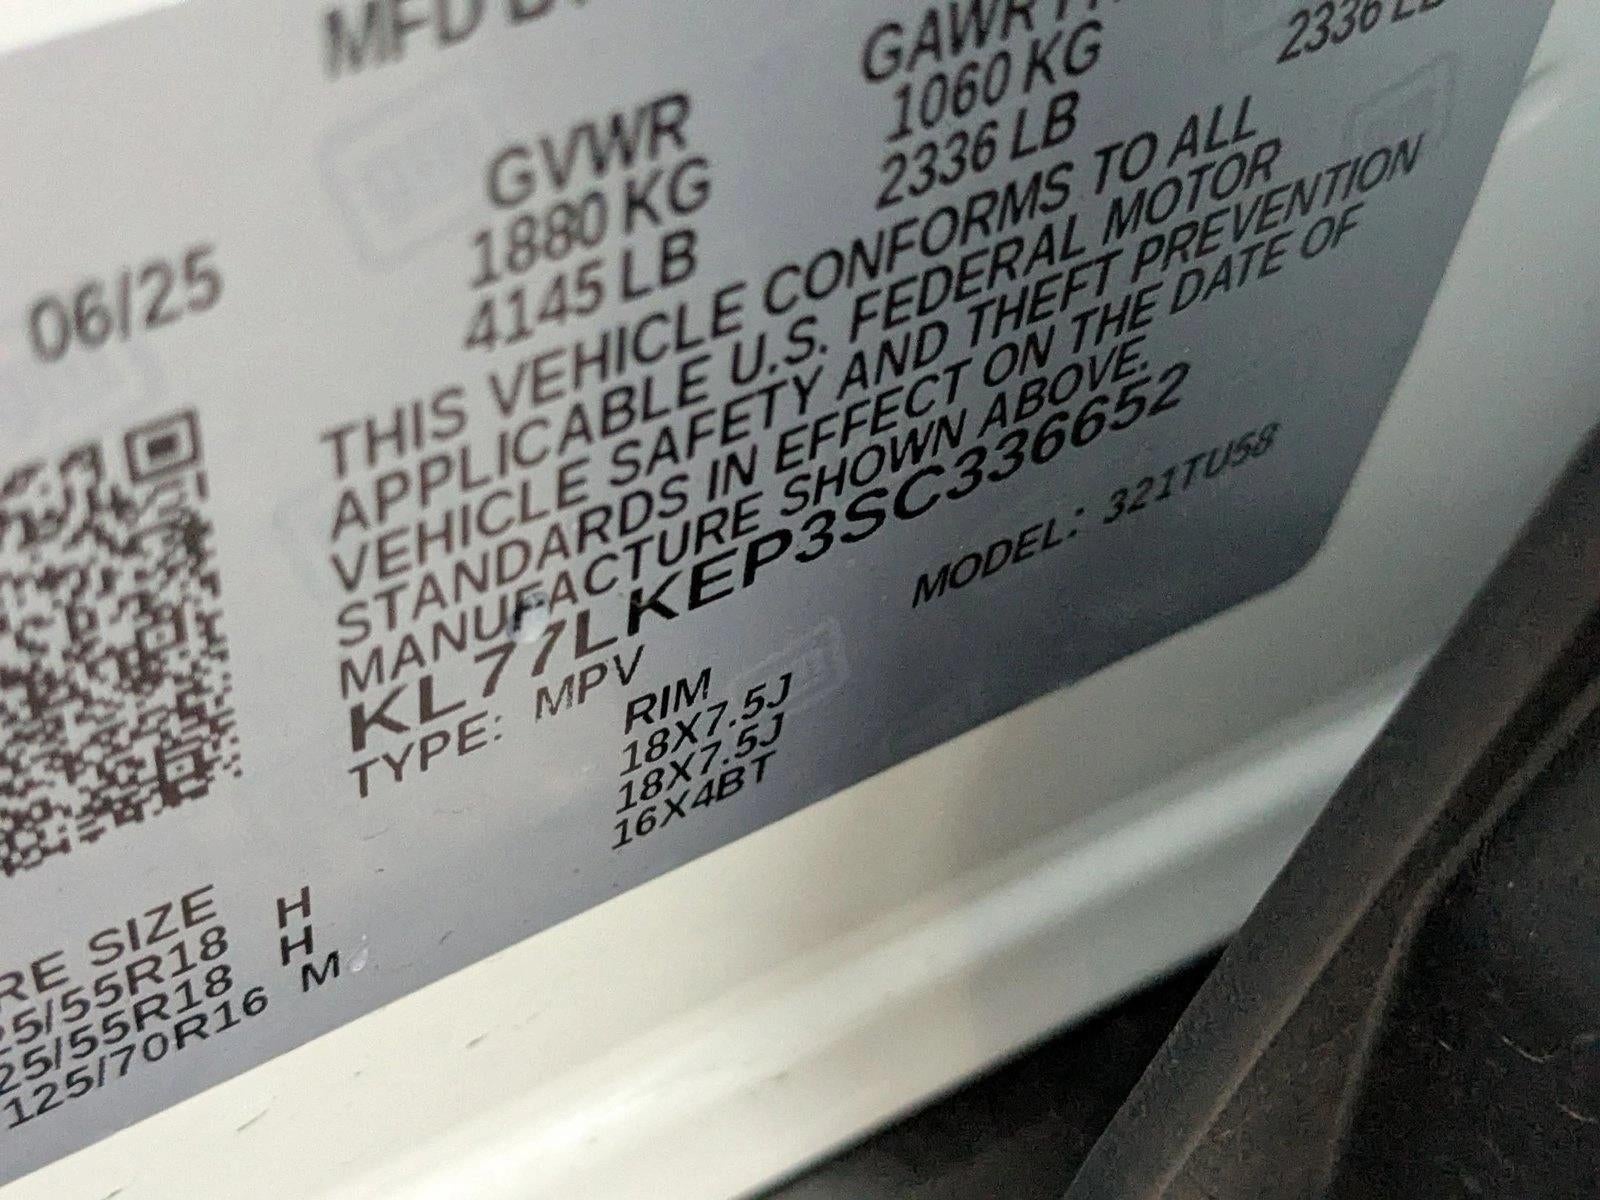 MFD
GVWR
1880 KG
4145 LB
GAWR
1060 KG
2336 LB
2336
06/25
THIS VEHICLE CONFORMS TO ALL
APPLICABLE U.S. FEDERAL MOTOR
VEHICLE SAFETY AND THEFT PREVENTION
STANDARDS IN EFFECT ON THE DATE OF
MANUFACTURE SHOWN ABOVE.
KL77LKEP3SC336652
TYPE: MPV
MODEL: 321TU58
RIM
18X7.5J
18X7.5J
16X4BT
RE SIZE
5/55R18 H
25/55R18 H
125/70R16 M